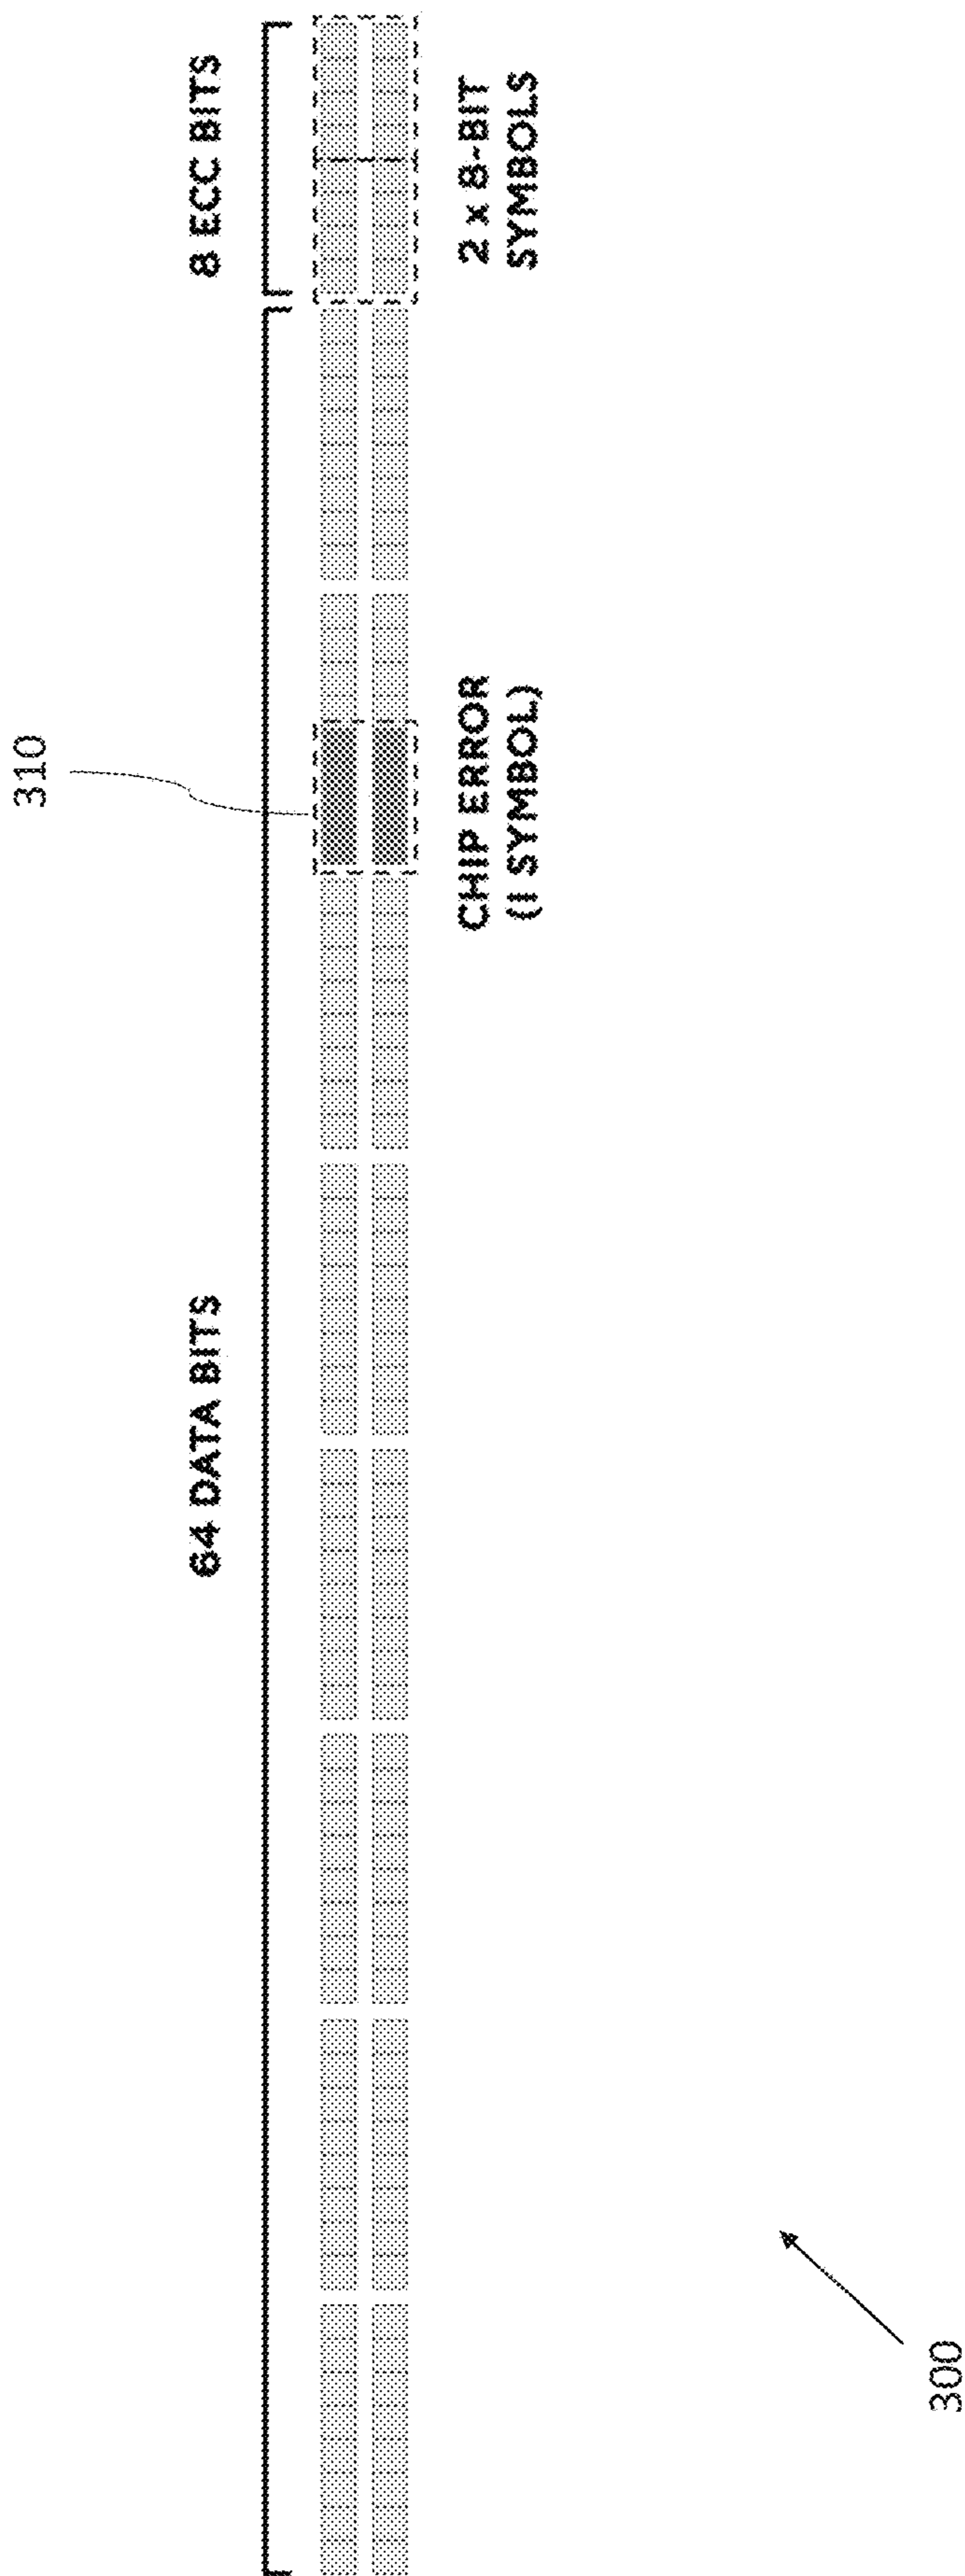 310
64 DATA BITS
8 ECC BITS
CHIP ERROR
(1 SYMBOL)
2 x 8-BIT
SYMBOLS
300